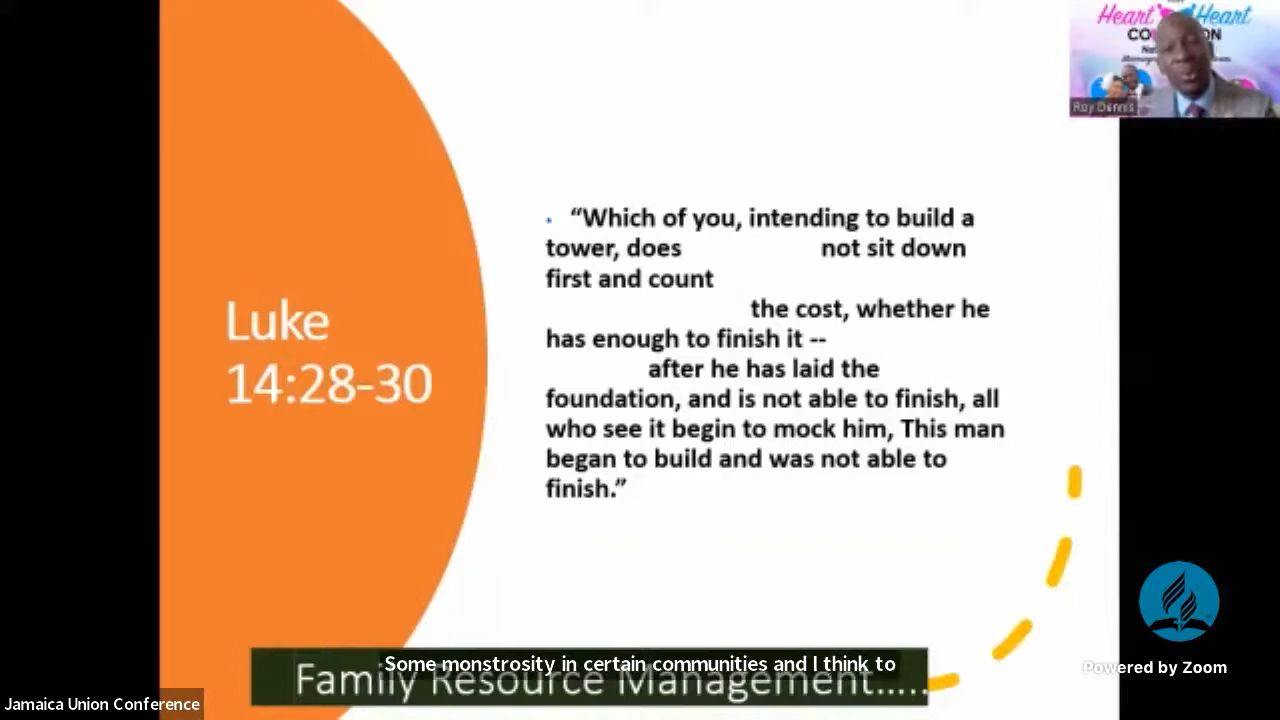 Heart Heart
Roy Dennis
Luke
14:28-30
• “Which of you, intending to build a
tower, does not sit down
first and count
the cost, whether he
has enough to finish it --
after he has laid the
foundation, and is not able to finish, all
who see it begin to mock him, This man
began to build and was not able to
finish.”
Some monstrosity in certain communities and I think to
Family Resource Management.....
Powered by Zoom
Jamaica Union Conference